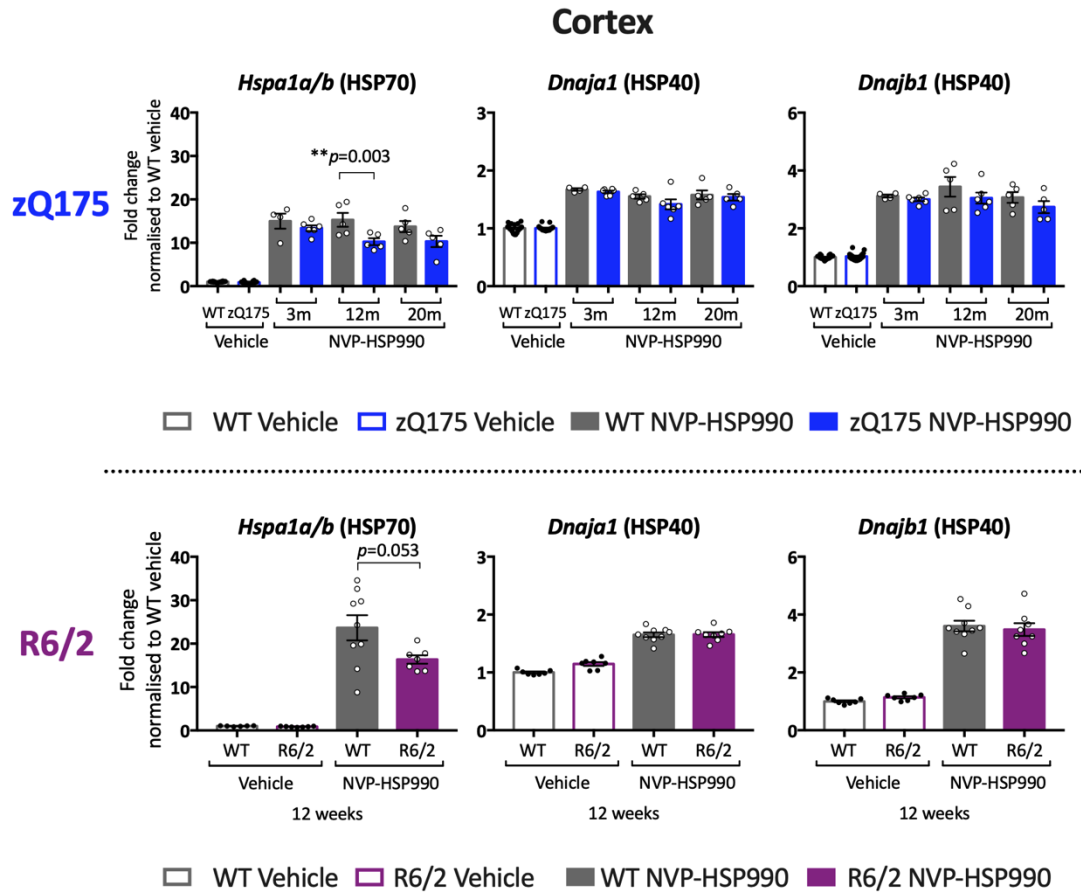 Cortex
Hspa1a/b (HSP70)
Dnaja1 (HSP40)
Dnajb1 (HSP40)
zQ175
Fold change
normalised to WT vehicle
50
40
30
20
10
0
**p=0.003
WT zQ175
3m
12m
20m
Vehicle
NVP-HSP990
3
2
1
0
WT zQ175
3m
12m
20m
Vehicle
NVP-HSP990
6
4
2
0
WT zQ175
3m
12m
20m
Vehicle
NVP-HSP990
WT Vehicle
zQ175 Vehicle
WT NVP-HSP990
zQ175 NVP-HSP990
Hspa1a/b (HSP70)
Dnaja1 (HSP40)
Dnajb1 (HSP40)
R6/2
Fold change
normalised to WT vehicle
40
30
20
10
0
p=0.053
WT
R6/2
WT
R6/2
Vehicle
NVP-HSP990
12 weeks
3
2
1
0
WT
R6/2
WT
R6/2
Vehicle
NVP-HSP990
12 weeks
6
4
2
0
WT
R6/2
WT
R6/2
Vehicle
NVP-HSP990
12 weeks
WT Vehicle
R6/2 Vehicle
WT NVP-HSP990
R6/2 NVP-HSP990